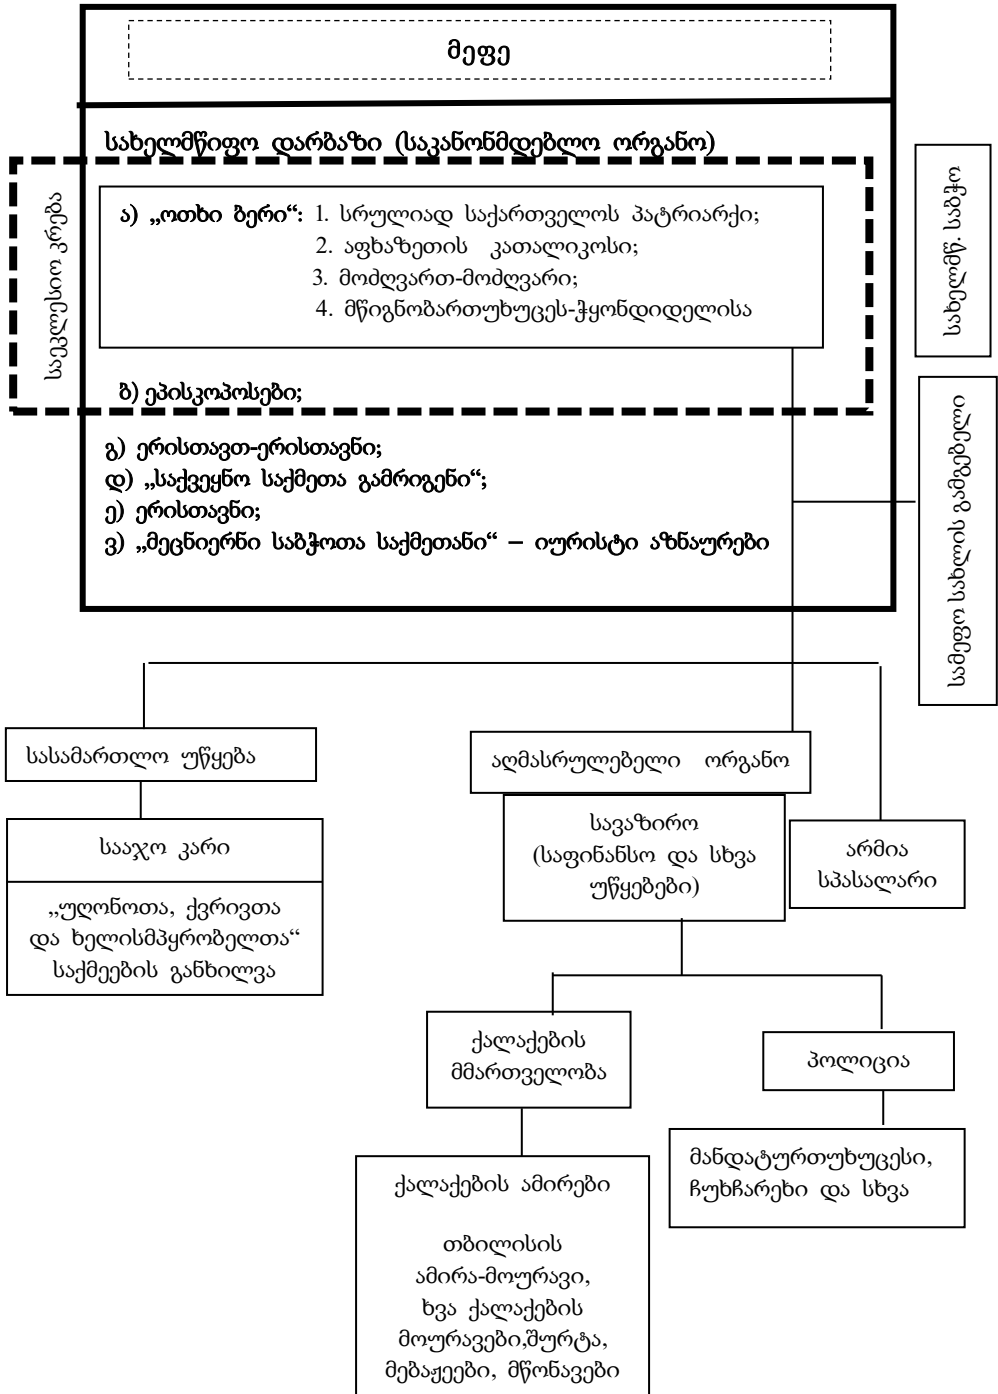 მეფე
სახელმწიფო დარბაზი (საკანონმდებლო ორგანო)
საეკლესიო კრება
ა) „ოთხი ბერი“: 1. სრულიად საქართველოს პატრიარქი;
2. აფხაზეთის კათალიკოსი;
3. მოძღვართ-მოძღვარი;
4. მწიგნობართუხუცეს-ჭყონდიდელისა
ბ) ეპისკოპოსები;
გ) ერისთავთ-ერისთავნი;
დ) „საქვეყნო საქმეთა გამრიგენი“;
ე) ერისთავნი;
ვ) „მეცნიერნი საბჭოთა საქმეთანი“ – იურისტი აზნაურები
სახელმწ. საბჭო
სამეფო სახლის გამგებელი
სასამართლო უწყება
სააჯო კარი
„უღონოთა, ქვრივთა
და ხელისმპყრობელთა“
საქმეების განხილვა
აღმასრულებელი ორგანო
სავაზირო
(საფინანსო და სხვა
უწყებები)
არმია
სპასალარი
ქალაქების
მმართველობა
პოლიცია
ქალაქების ამირები
თბილისის
ამირა-მოურავი,
ხვა ქალაქების
მოურავები,შურტა,
მებაჟეები, მწონავები
მანდატურთუხუცესი,
ჩუხჩარეხი და სხვა